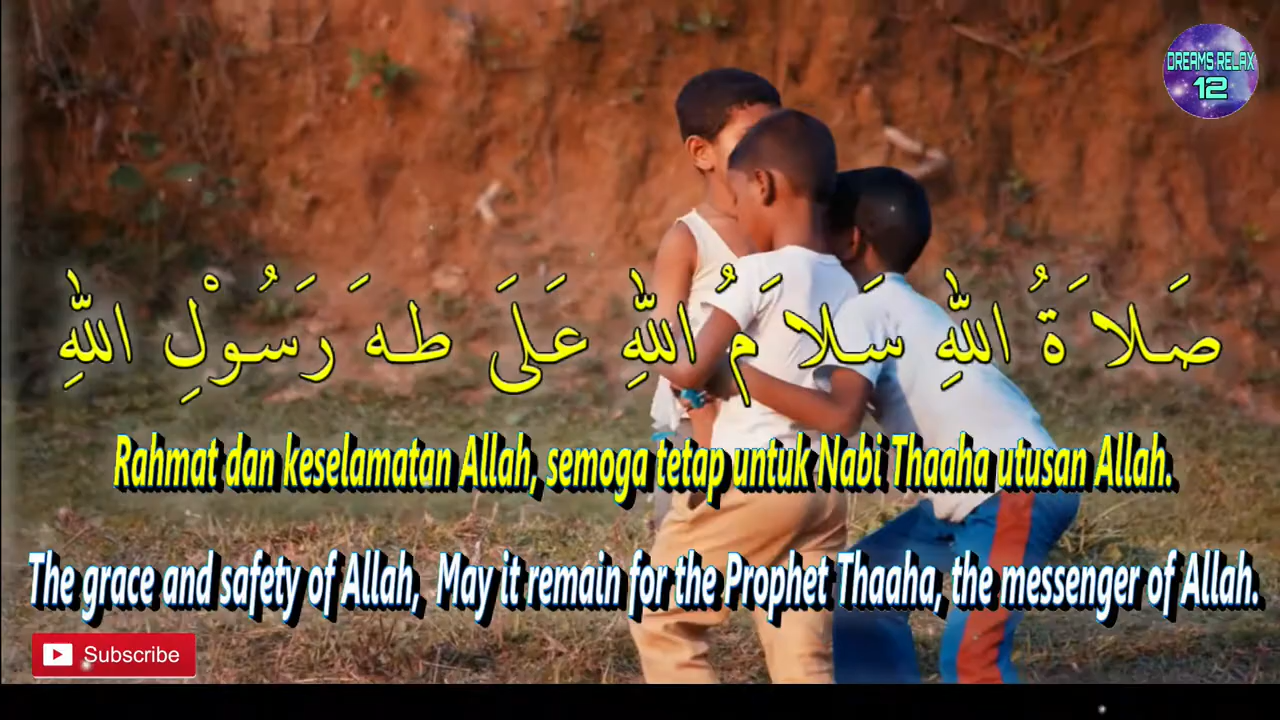 DREAMS RELAX
12
صَلاَةُ اللهِ سَلاَمُ اللهِ عَلَى طهَ رَسُوْلِ اللهِ
Rahmat dan keselamatan Allah, semoga tetap untuk Nabi Thaaha utusan Allah.
The grace and safety of Allah, May it remain for the Prophet Thaaha, the messenger of Allah.
Subscribe